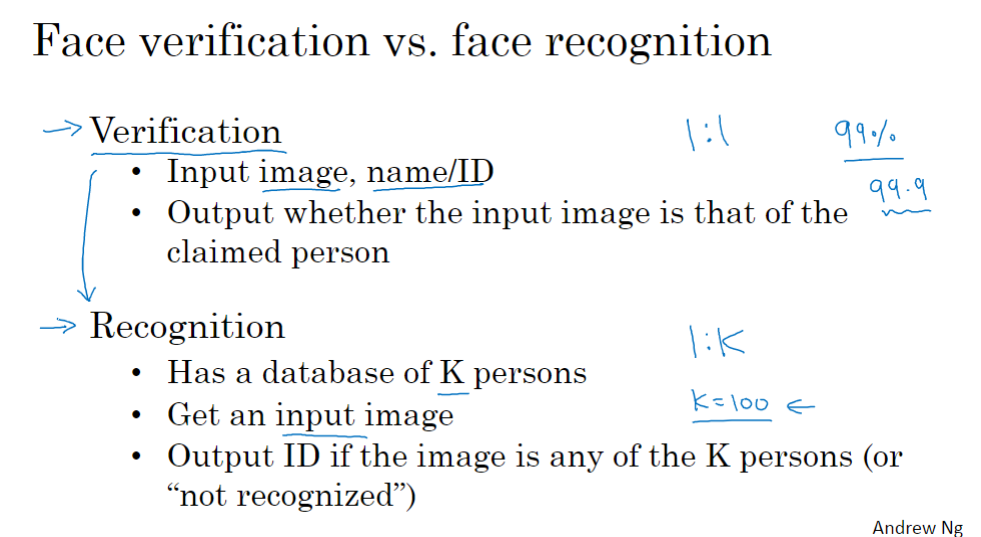 Face verification vs. face recognition
→ Verification
1:1
99%
• Input image, name/ID
99.9
• Output whether the input image is that of the
claimed person
→ Recognition
1:K
• Has a database of K persons
• Get an input image
K=100 ←
• Output ID if the image is any of the K persons (or
“not recognized”)
Andrew Ng